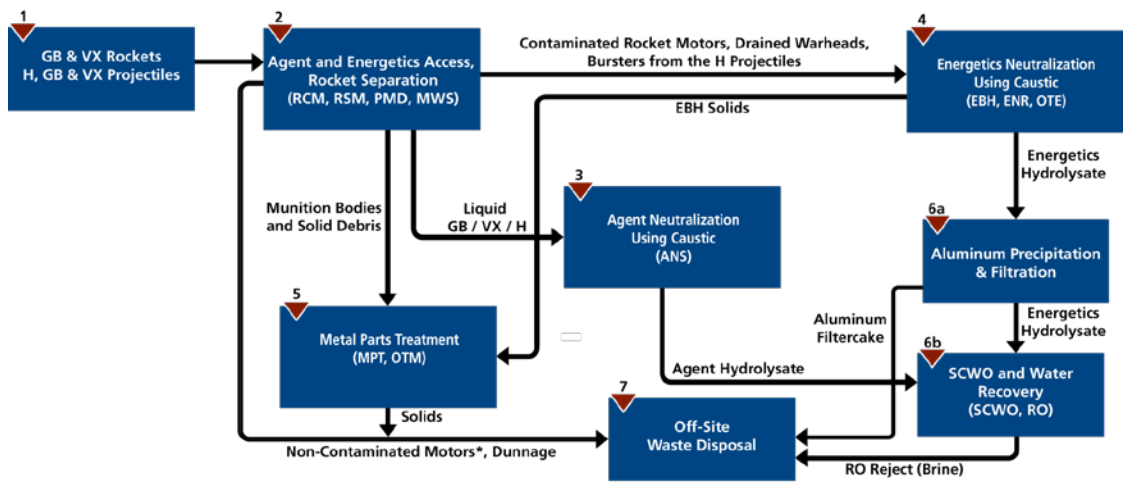 1
GB & VX Rockets
H, GB & VX Projectiles
2
Agent and Energetics Access,
Rocket Separation
(RCM, RSM, PMD, MWS)
Contaminated Rocket Motors, Drained Warheads,
Bursters from the H Projectiles
4
Energetics Neutralization
Using Caustic
(EBH, ENR, OTE)
EBH Solids
Energetics
Hydrolysate
Munition Bodies
and Solid Debris
Liquid
GB / VX / H
3
Agent Neutralization
Using Caustic
(ANS)
6a
Aluminum Precipitation
& Filtration
5
Metal Parts Treatment
(MPT, OTM)
Aluminum
Filtercake
Energetics
Hydrolysate
Agent Hydrolysate
6b
SCWO and Water
Recovery
(SCWO, RO)
Solids
7
Off-Site
Waste Disposal
Non-Contaminated Motors*, Dunnage
RO Reject (Brine)